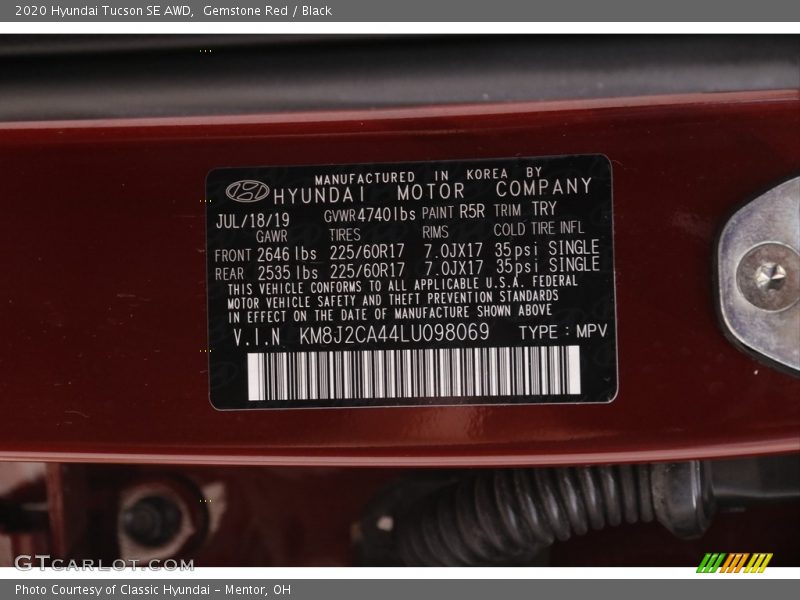 2020 Hyundai Tucson SE AWD,  Gemstone Red / Black
MANUFACTURED IN KOREA BY
HYUNDAI MOTOR COMPANY
JUL/18/19 GVWR 4740lbs PAINT R5R TRIM TRY
GAWR TIRES RIMS COLD TIRE INFL
FRONT 2646 lbs 225/60R17 7.0JX17 35psi SINGLE
REAR 2535 lbs 225/60R17 7.0JX17 35psi SINGLE
THIS VEHICLE CONFORMS TO ALL APPLICABLE U.S.A. FEDERAL
MOTOR VEHICLE SAFETY AND THEFT PREVENTION STANDARDS
IN EFFECT ON THE DATE OF MANUFACTURE SHOWN ABOVE
V.I.N KM8J2CA44LU098069 TYPE : MPV
GTCARLOT.COM
Photo Courtesy of Classic Hyundai - Mentor, OH